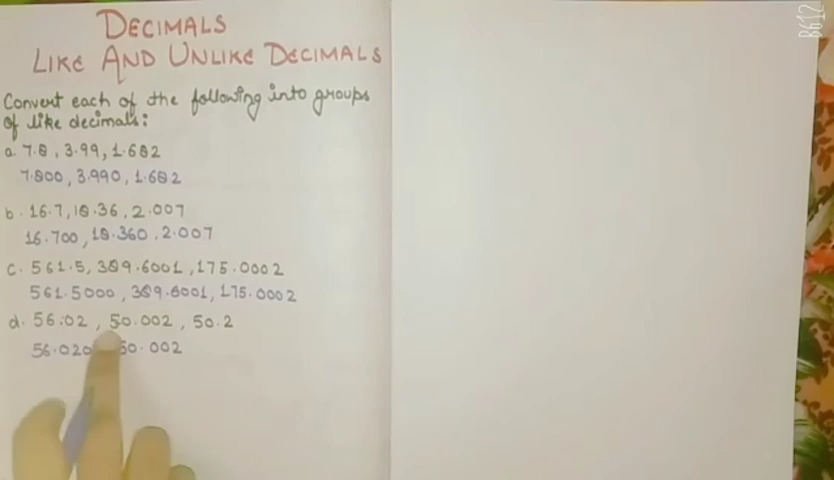 DECIMALS
LIKE AND UNLIKE DECIMALS
Convert each of the following into groups
of like decimals:
a. 7.8, 3.99, 1.682
7.800, 3.990, 1.682
b. 16.7, 18.36, 2.007
16.700, 18.360, 2.007
c. 561.5, 389.6001, 175.0002
561.5000, 389.6001, 175.0002
d. 56.02, 50.002, 50.2
56.020 50.002
B612